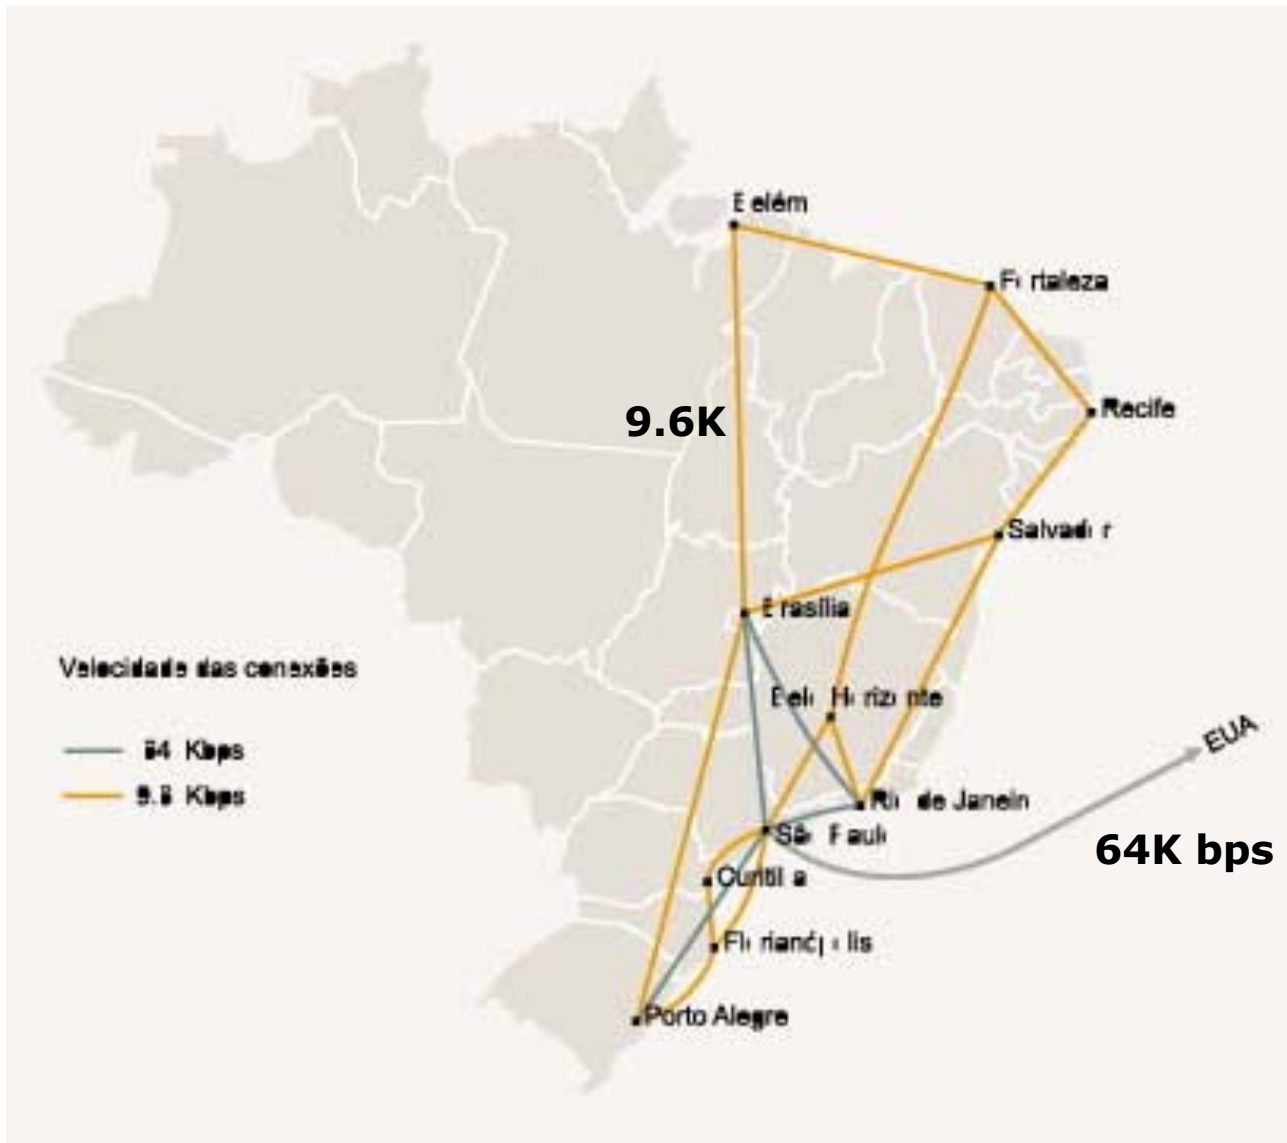 Belém
Fortaleza
9.6K
Recife
Salvador
Brasília
Velocidade das conexões
Belo Horizonte
64 Kbps
EUA
9.6 Kbps
Rio de Janeiro
São Paulo
64K bps
Curitiba
Florianópolis
Porto Alegre